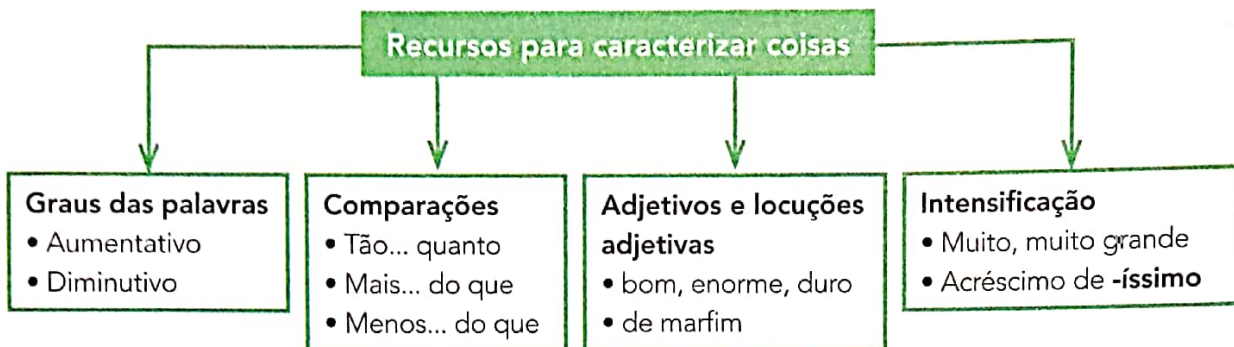 Recursos para caracterizar coisas
Graus das palavras
• Aumentativo
• Diminutivo
Comparações
• Tão... quanto
• Mais... do que
• Menos... do que
Adjetivos e locuções
adjetivas
• bom, enorme, duro
• de marfim
Intensificação
• Muito, muito grande
• Acréscimo de -íssimo